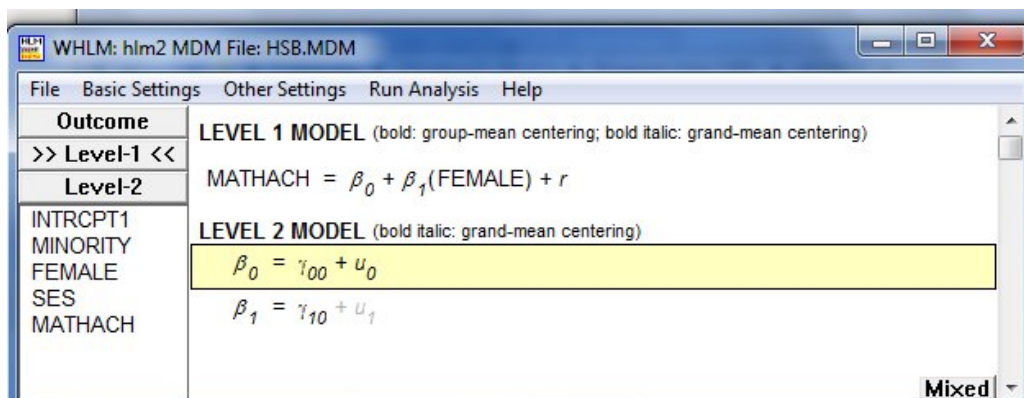 WHLM: hlm2 MDM File: HSB.MDM
File Basic Settings Other Settings Run Analysis Help
Outcome
>> Level-1 <<
Level-2
INTRCPT1
MINORITY
FEMALE
SES
MATHACH
LEVEL 1 MODEL (bold: group-mean centering; bold italic: grand-mean centering)
MATHACH = β0 + β1(FEMALE) + r
LEVEL 2 MODEL (bold italic: grand-mean centering)
β0 = γ00 + u0
β1 = γ10 + u1
Mixed